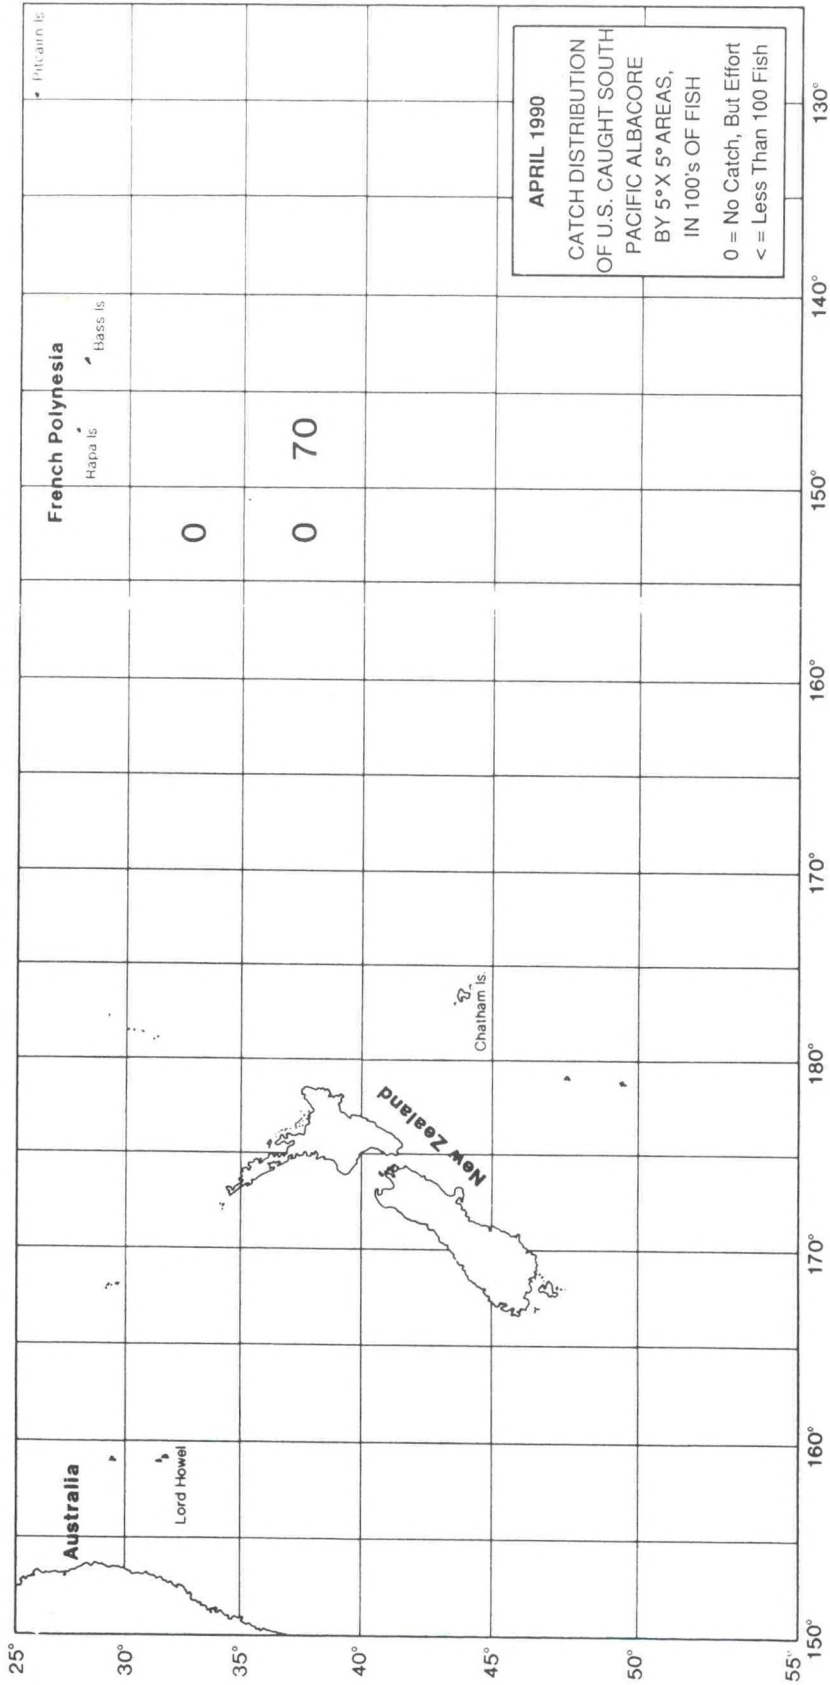 APRIL 1990
CATCH DISTRIBUTION
OF U.S. CAUGHT SOUTH
PACIFIC ALBACORE
BY 5°X 5° AREAS,
IN 100's OF FISH
0 = No Catch, But Effort
< = Less Than 100 Fish
Australia
Lord Howel
New Zealand
Chatham Is.
French Polynesia
Rapa Is
Bass Is
Pitcairn Is
0
0 70
25°
30°
35°
40°
45°
50°
55°
150° 160° 170° 180° 170° 160° 150° 140° 130°